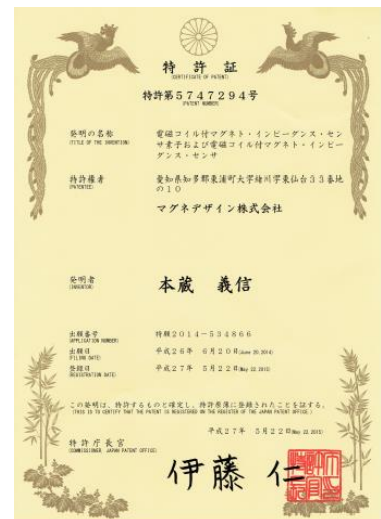 特許証
(CERTIFICATE OF PATENT)
特許第5747294号
(PATENT NUMBER)
発明の名称
(TITLE OF THE INVENTION)
電磁コイル付マグネト・インピーダンス・セン
サ素子および電磁コイル付マグネト・インピー
ダンス・センサ
特許権者
(PATENTEE)
愛知県知多郡東浦町大字緒川字東仙台33番地
の10
マグネデザイン株式会社
発明者
(INVENTOR)
本蔵 義信
出願番号
(APPLICATION NUMBER)
特願2014-534866
出願日
(FILING DATE)
平成26年 6月20日(June 20,2014)
登録日
(REGISTRATION DATE)
平成27年 5月22日(May 22,2015)
この発明は、特許するものと確定し、特許原簿に登録されたことを証する。
(THIS IS TO CERTIFY THAT THE PATENT IS REGISTERED ON THE REGISTER OF THE JAPAN PATENT OFFICE.)
平成27年 5月22日(May 22,2015)
特許庁長官
(COMMISSIONER, JAPAN PATENT OFFICE)
伊藤 仁